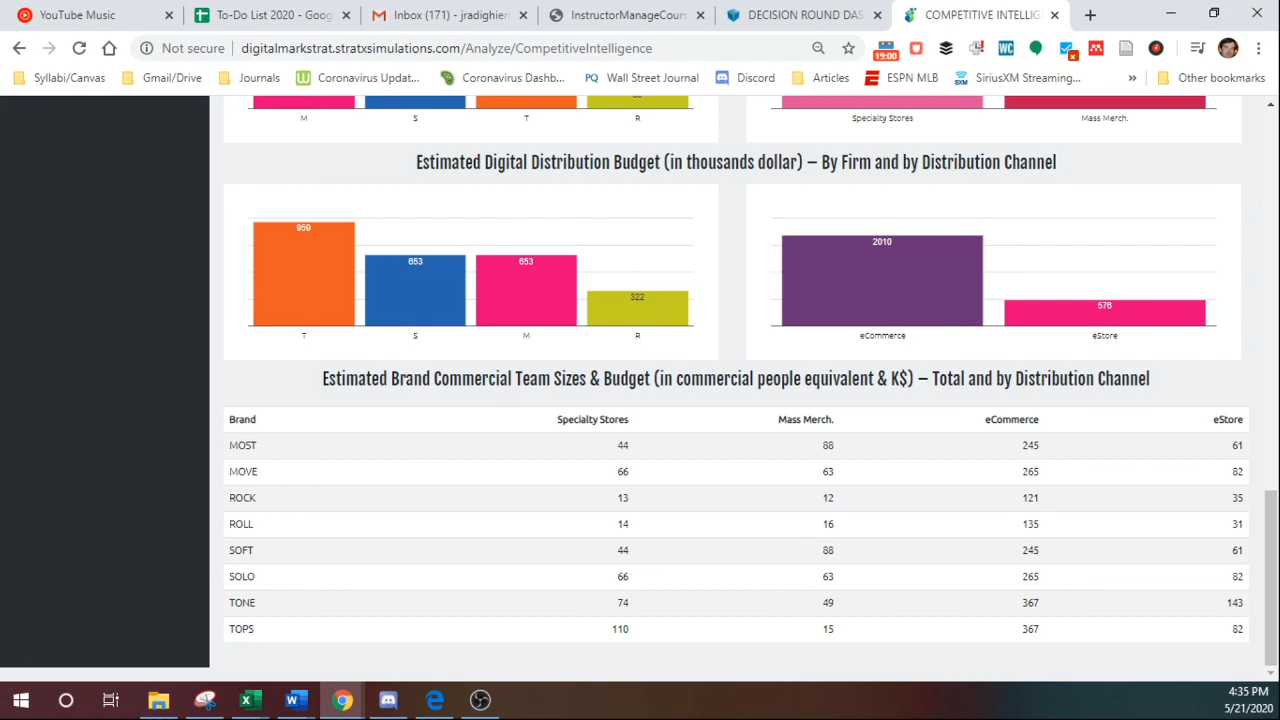 YouTube Music
To-Do List 2020 - Goog
Inbox (171) - jradighieri
InstructorManageCours
DECISION ROUND DAS
COMPETITIVE INTELLIG
Not secure | digitalmarkstrat.stratxsimulations.com/Analyze/CompetitiveIntelligence
19:00
WC
Syllabi/Canvas
Gmail/Drive
Journals
Coronavirus Updat...
Coronavirus Dashb...
PQ Wall Street Journal
Discord
Articles
ESPN MLB
SXM SiriusXM Streaming...
»
Other bookmarks
M S T R
Specialty Stores Mass Merch.
Estimated Digital Distribution Budget (in thousands dollar) – By Firm and by Distribution Channel
959 653 653 322
T S M R
2010 576
eCommerce eStore
Estimated Brand Commercial Team Sizes & Budget (in commercial people equivalent & K$) – Total and by Distribution Channel
Brand Specialty Stores Mass Merch. eCommerce eStore
MOST 44 88 245 61
MOVE 66 63 265 82
ROCK 13 12 121 35
ROLL 14 16 135 31
SOFT 44 88 245 61
SOLO 66 63 265 82
TONE 74 49 367 143
TOPS 110 15 367 82
4:35 PM
5/21/2020